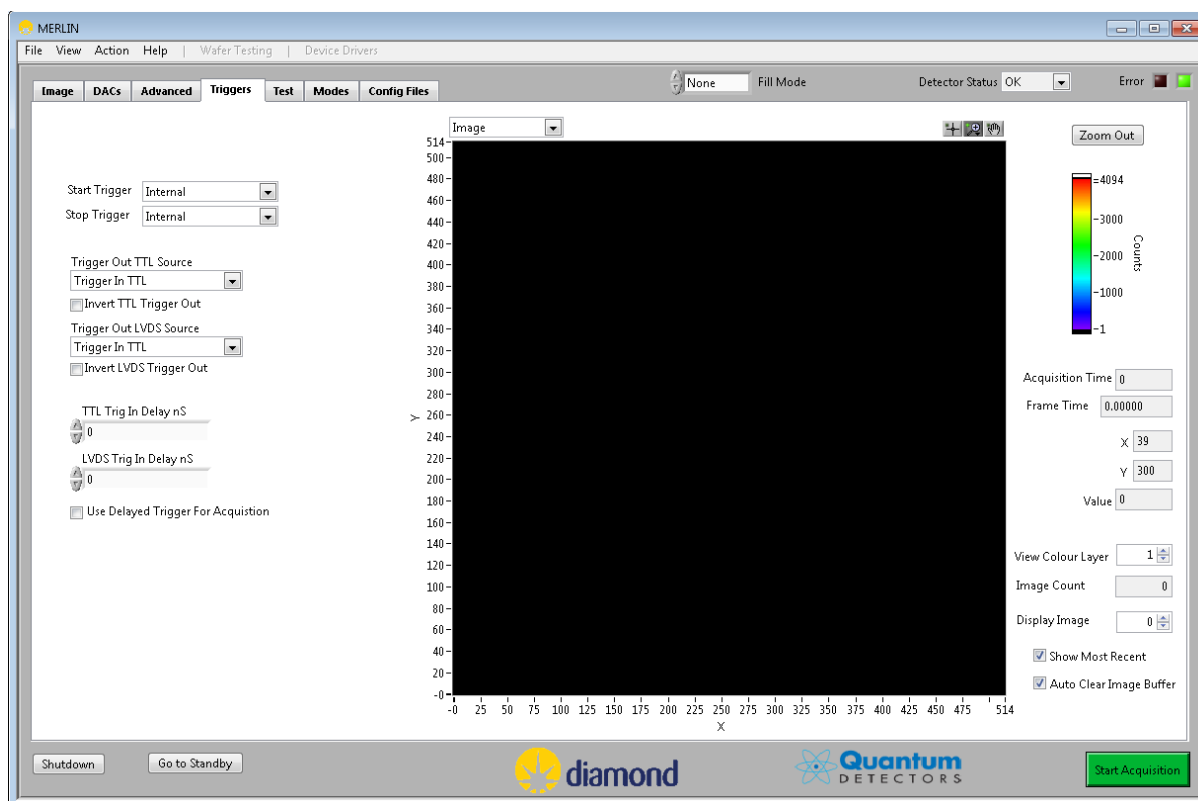 MERLIN
File View Action Help | Wafer Testing | Device Drivers
Image DACs Advanced Triggers Test Modes Config Files
None Fill Mode Detector Status OK Error
Start Trigger Internal
Stop Trigger Internal
Trigger Out TTL Source
Trigger In TTL
Invert TTL Trigger Out
Trigger Out LVDS Source
Trigger In TTL
Invert LVDS Trigger Out
TTL Trig In Delay nS
0
LVDS Trig In Delay nS
0
Use Delayed Trigger For Acquistion
Image
514
500
480
460
440
420
400
380
360
340
320
300
280
260
240
220
200
180
160
140
120
100
80
60
40
20
-0
Y
-0 25 50 75 100 125 150 175 200 225 250 275 300 325 350 375 400 425 450 475 514
X
Zoom Out
=4094
-3000
-2000
-1000
-1
Counts
Acquisition Time 0
Frame Time 0.00000
X 39
Y 300
Value 0
View Colour Layer 1
Image Count 0
Display Image 0
Show Most Recent
Auto Clear Image Buffer
Shutdown Go to Standby
diamond
Quantum
DETECTORS
Start Acquisition